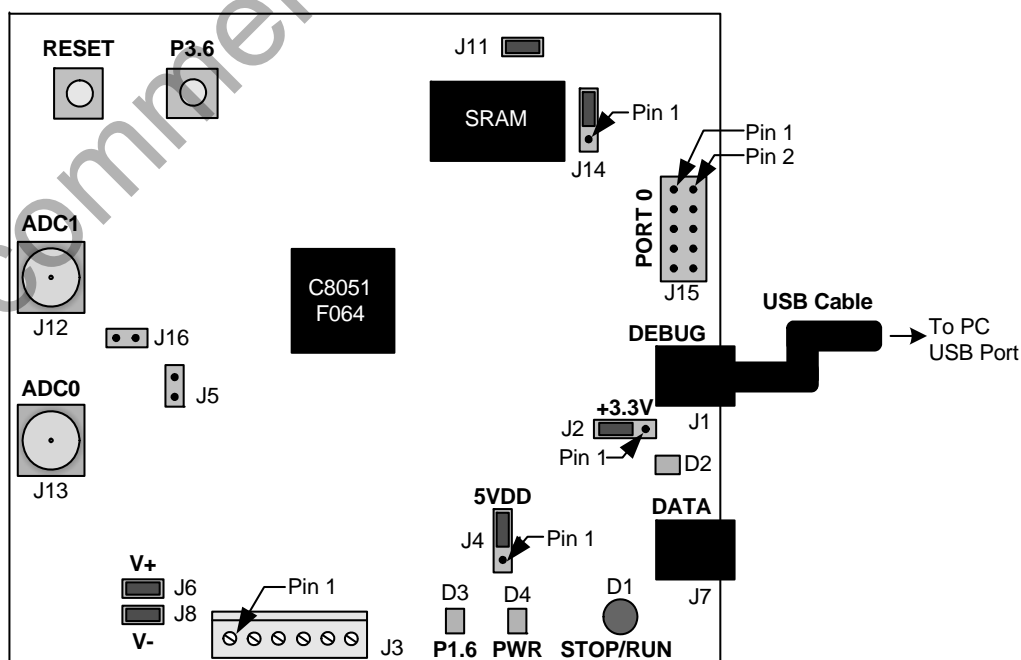 RESET
P3.6
J11
SRAM
Pin 1
J14
Pin 1
Pin 2
PORT 0
J15
ADC1
J12
C8051
F064
USB Cable
To PC
USB Port
J16
DEBUG
J1
J5
ADC0
J13
+3.3V
J2
Pin 1
D2
5VDD
J4
Pin 1
DATA
J7
V+
J6
J8
V-
Pin 1
J3
D3
P1.6
D4
PWR
D1
STOP/RUN
comme